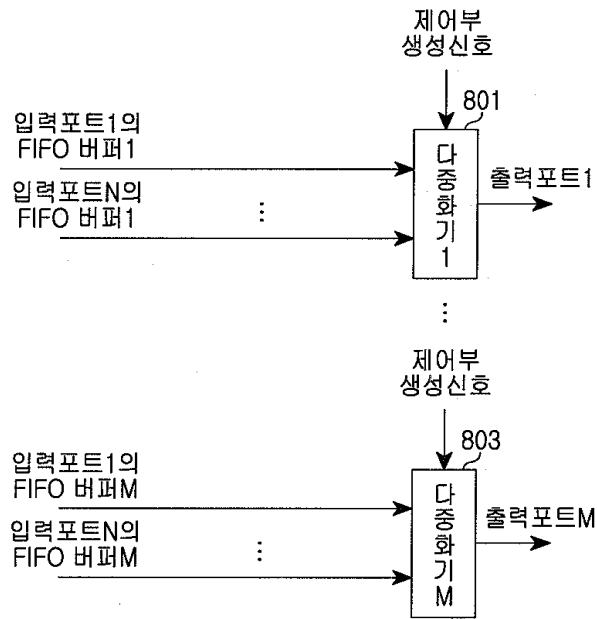 제어부
생성신호
801
입력포트1의
FIFO 버퍼1
다중화기1
출력포트1
입력포트N의
FIFO 버퍼1
제어부
생성신호
803
입력포트1의
FIFO 버퍼M
다중화기M
출력포트M
입력포트N의
FIFO 버퍼M